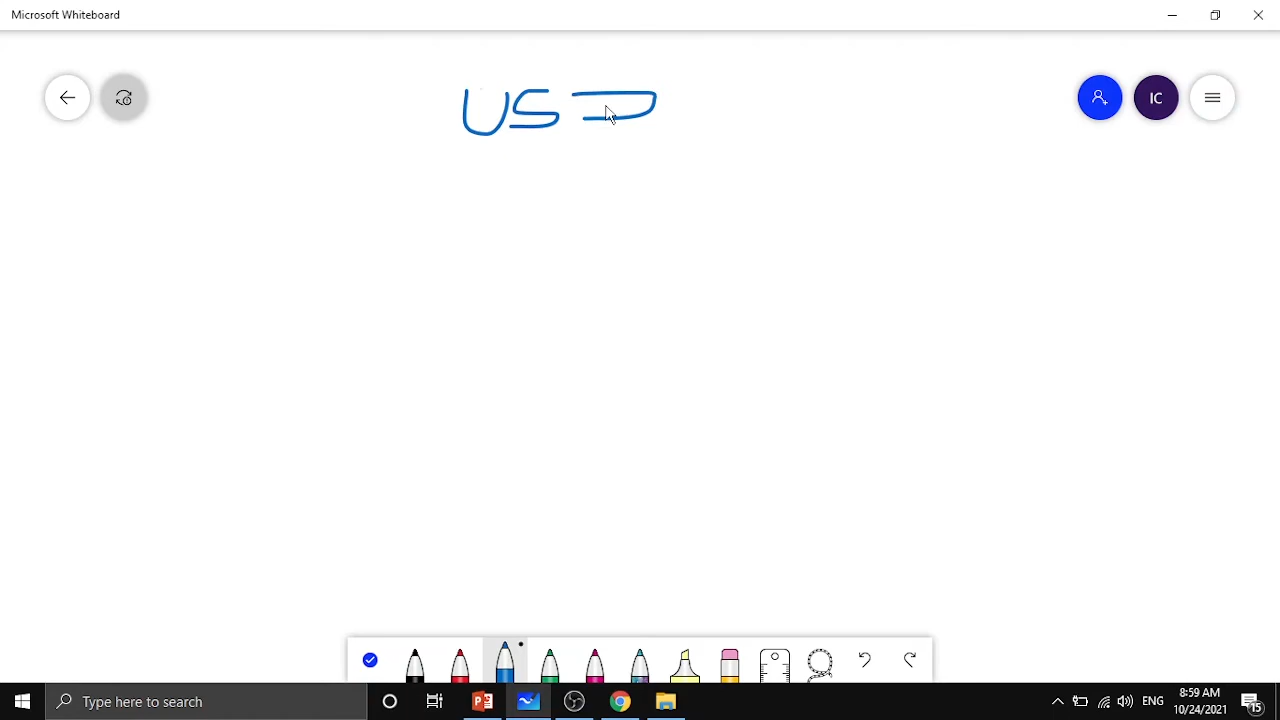 Microsoft Whiteboard
IC
USD
Type here to search
ENG
8:59 AM
10/24/2021
15